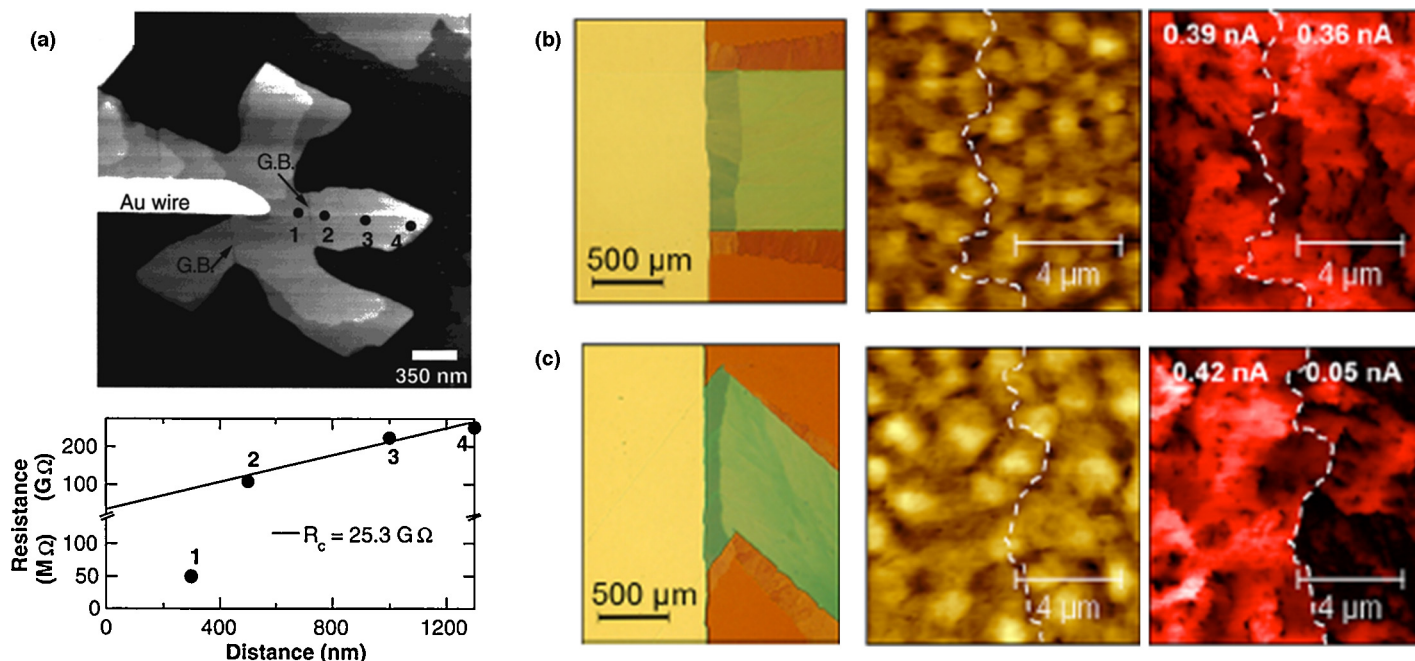 (a)
G.B.
Au wire
1
2
3
4
G.B.
350 nm
Resistance
(MΩ) (GΩ)
200
100
100
50
0
1
2
3
4
R_c = 25.3 GΩ
0
400
800
1200
Distance (nm)
(b)
500 µm
4 µm
0.39 nA
0.36 nA
4 µm
(c)
500 µm
4 µm
0.42 nA
0.05 nA
4 µm